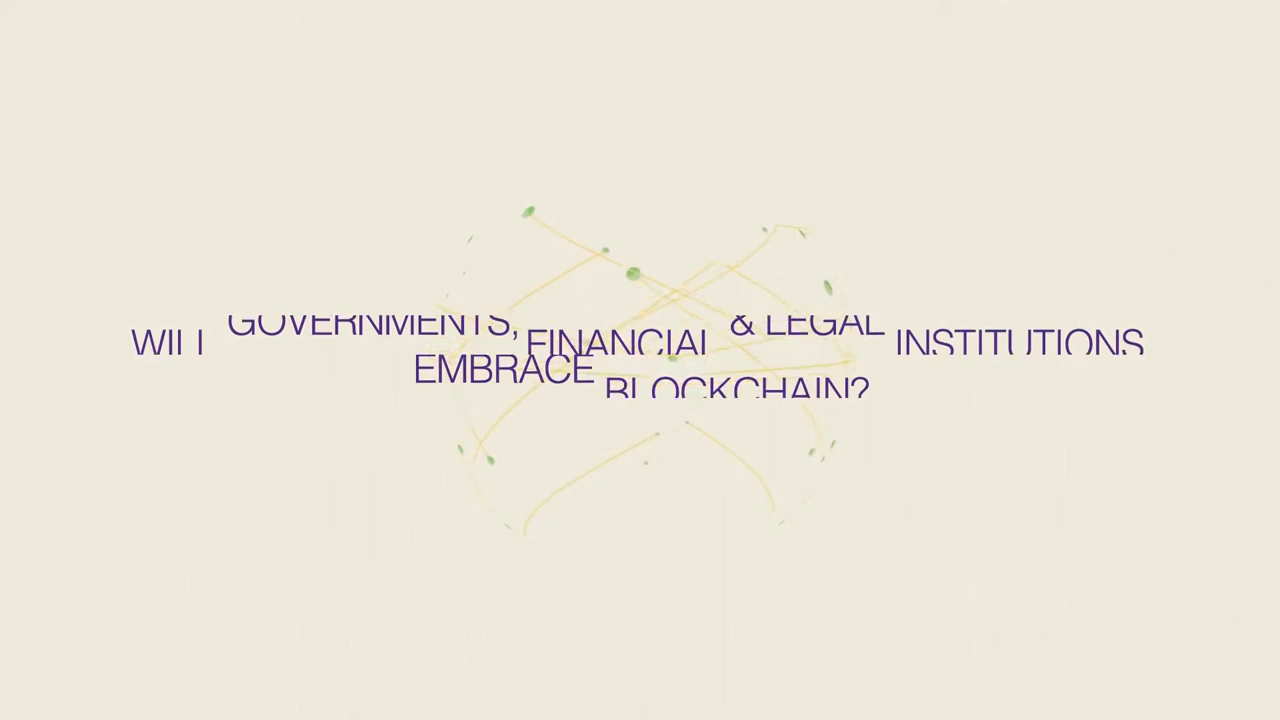 WILL GOVERNMENTS, FINANCIAL & LEGAL INSTITUTIONS
EMBRACE BLOCKCHAIN?